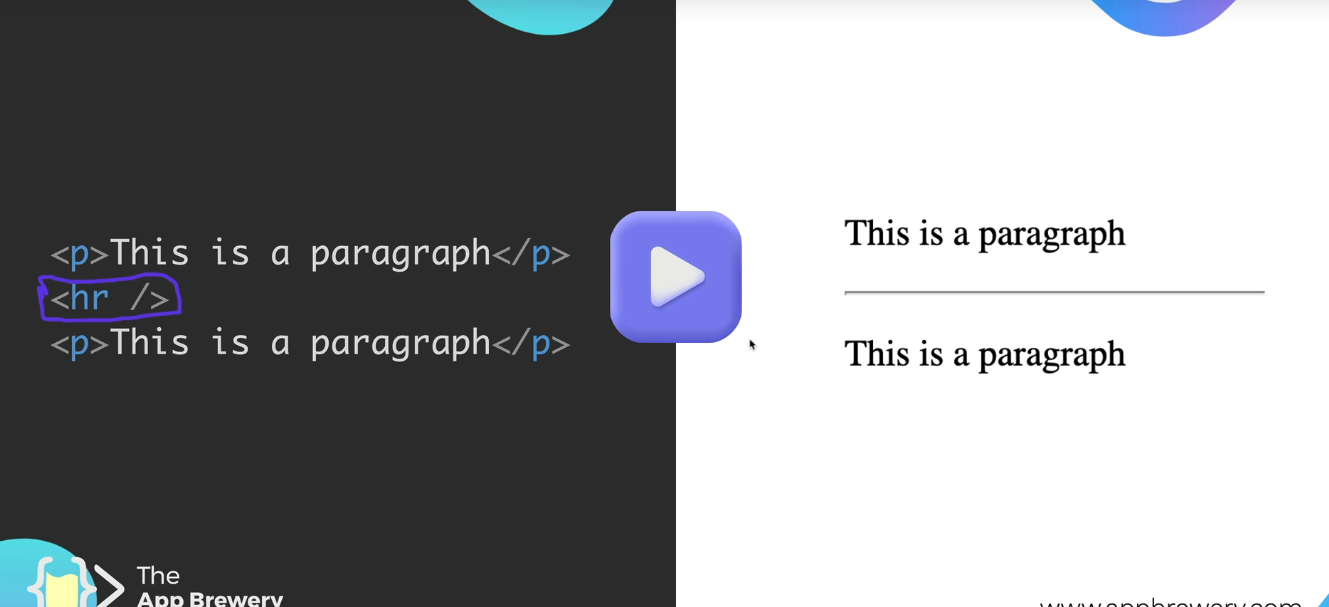 <p>This is a paragraph</p>
<hr />
<p>This is a paragraph</p>
This is a paragraph
This is a paragraph
The
App Brewery
www.appbrewery.com